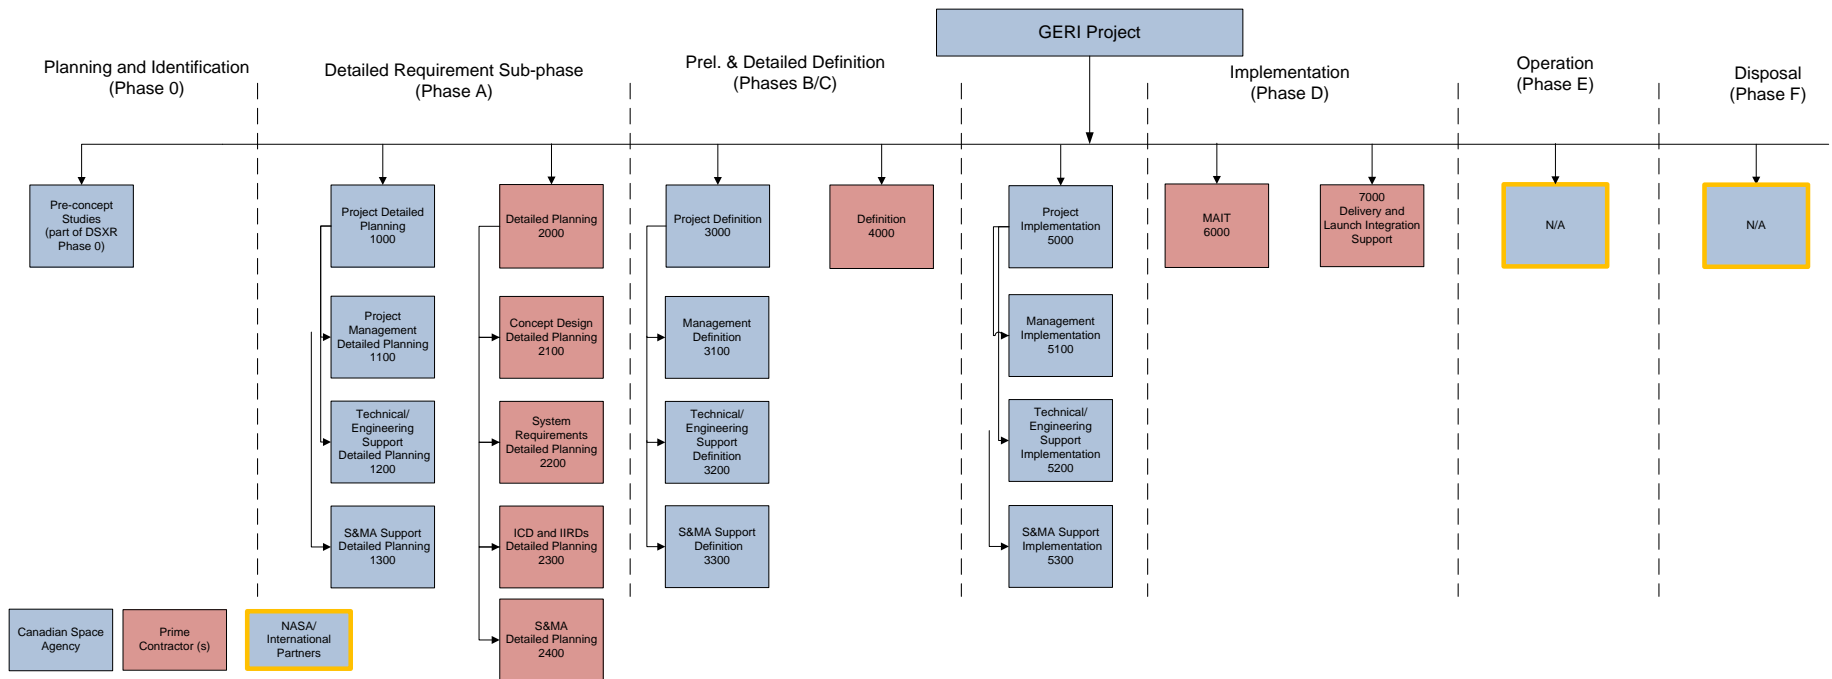 GERI Project
Planning and Identification
(Phase 0)
Detailed Requirement Sub-phase
(Phase A)
Prel. & Detailed Definition
(Phases B/C)
Implementation
(Phase D)
Operation
(Phase E)
Disposal
(Phase F)
Pre-concept
Studies
(part of DSXR
Phase 0)
Project Detailed
Planning
1000
Detailed Planning
2000
Project Definition
3000
Definition
4000
Project
Implementation
5000
MAIT
6000
7000
Delivery and
Launch Integration
Support
N/A
N/A
Project
Management
Detailed Planning
1100
Concept Design
Detailed Planning
2100
Management
Definition
3100
Management
Implementation
5100
Technical/
Engineering
Support
Detailed Planning
1200
System
Requirements
Detailed Planning
2200
Technical/
Engineering
Support
Definition
3200
Technical/
Engineering
Support
Implementation
5200
S&MA Support
Detailed Planning
1300
ICD and IIRDs
Detailed Planning
2300
S&MA Support
Definition
3300
S&MA Support
Implementation
5300
S&MA
Detailed Planning
2400
Canadian Space
Agency
Prime
Contractor (s)
NASA/
International
Partners